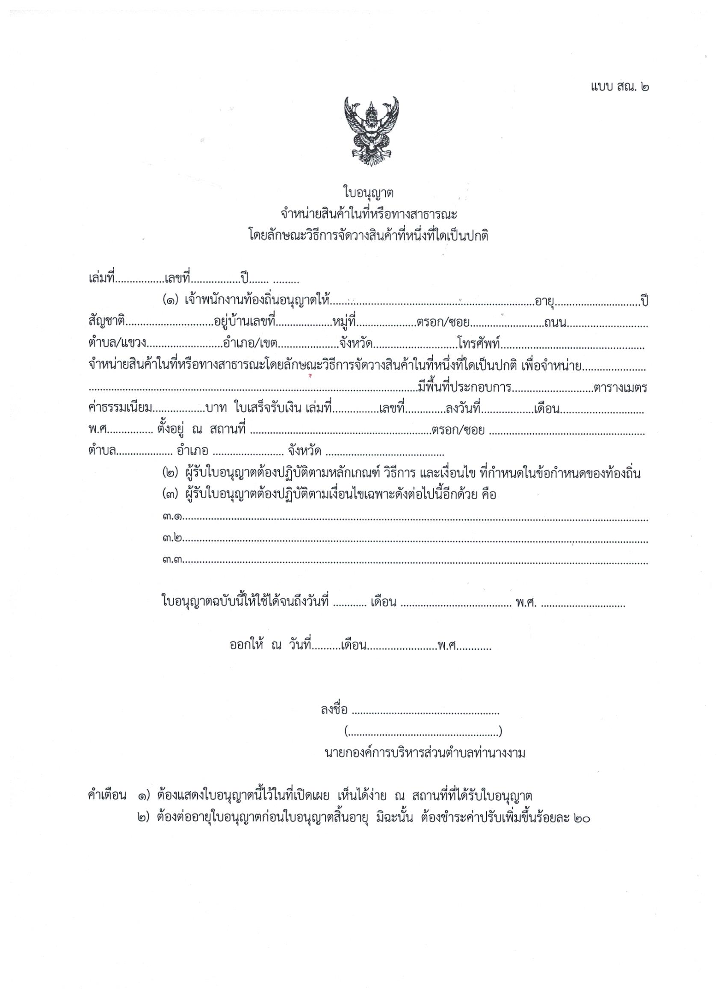 แบบ สณ. ๒
ใบอนุญาต
จำหน่ายสินค้าในที่หรือทางสาธารณะ
โดยลักษณะวิธีการจัดวางสินค้าที่หนึ่งที่ใดเป็นปกติ
เล่มที่.................เลขที่.................ปี....... .........
(๑) เจ้าพนักงานท้องถิ่นอนุญาตให้......................................................................อายุ.............................ปี
สัญชาติ..............................อยู่บ้านเลขที่...................หมู่ที่....................ตรอก/ซอย.........................ถนน............................
ตำบล/แขวง..........................อำเภอ/เขต.....................จังหวัด.............................โทรศัพท์.................................................
จำหน่ายสินค้าในที่หรือทางสาธารณะโดยลักษณะวิธีการจัดวางสินค้าในที่หนึ่งที่ใดเป็นปกติ เพื่อจำหน่าย......................
................................................................................................................มีพื้นที่ประกอบการ............................ตารางเมตร
ค่าธรรมเนียม..................บาท ใบเสร็จรับเงิน เล่มที่................เลขที่..............ลงวันที่..................เดือน.............................
พ.ศ................ ตั้งอยู่ ณ สถานที่ ..............................................................ตรอก/ซอย .....................................................
ตำบล................... อำเภอ ........................ จังหวัด ........................................
(๒) ผู้รับใบอนุญาตต้องปฏิบัติตามหลักเกณฑ์ วิธีการ และเงื่อนไข ที่กำหนดในข้อกำหนดของท้องถิ่น
(๓) ผู้รับใบอนุญาตต้องปฏิบัติตามเงื่อนไขเฉพาะดังต่อไปนี้อีกด้วย คือ
๓.๑..............................................................................................................................................................
๓.๒..............................................................................................................................................................
๓.๓..............................................................................................................................................................
ใบอนุญาตฉบับนี้ให้ใช้ได้จนถึงวันที่ ............ เดือน ....................................... พ.ศ. ..............................
ออกให้ ณ วันที่..........เดือน........................พ.ศ............
ลงชื่อ ....................................................
(.....................................................)
นายกองค์การบริหารส่วนตำบลท่านางงาม
คำเตือน ๑) ต้องแสดงใบอนุญาตนี้ไว้ในที่เปิดเผย เห็นได้ง่าย ณ สถานที่ที่ได้รับใบอนุญาต
๒) ต้องต่ออายุใบอนุญาตก่อนใบอนุญาตสิ้นอายุ มิฉะนั้น ต้องชำระค่าปรับเพิ่มขึ้นร้อยละ ๒๐